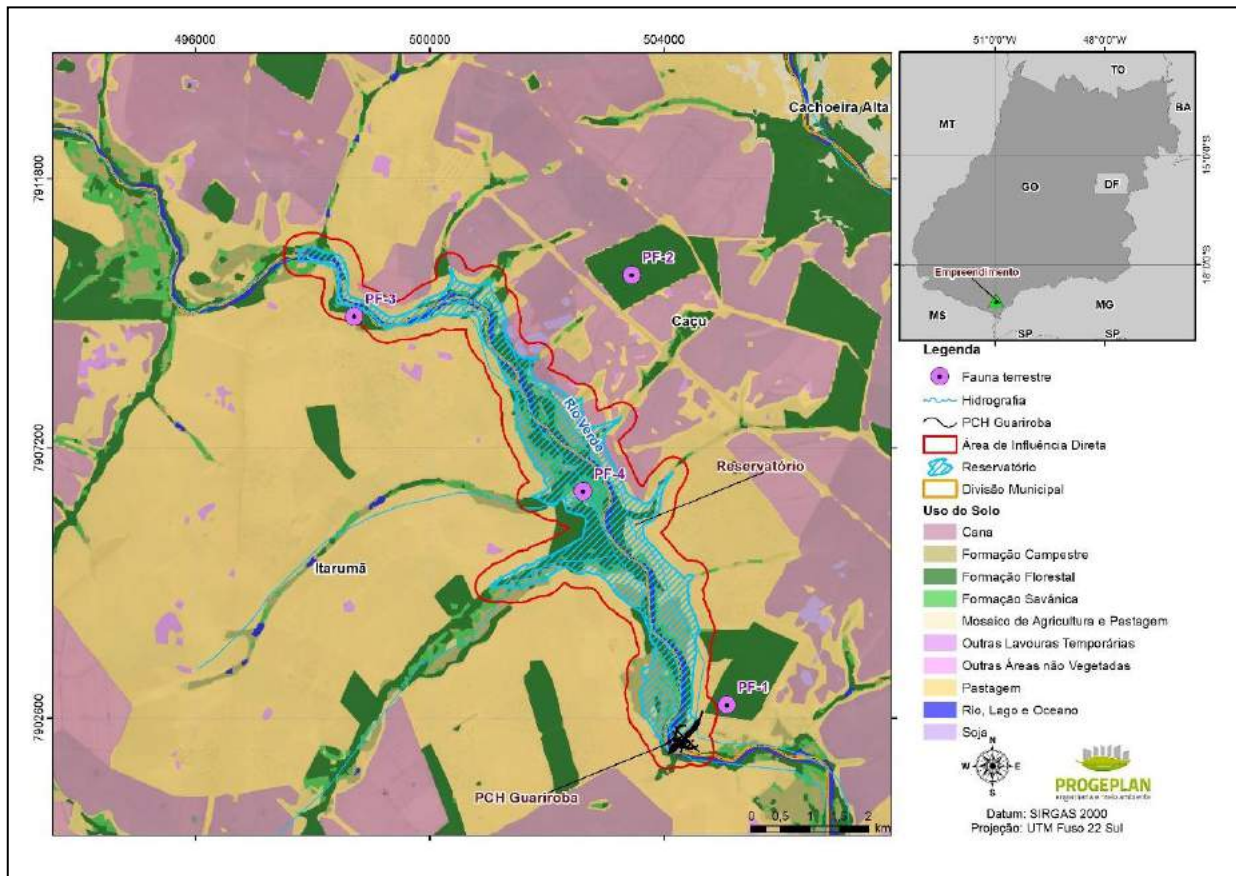 496000
500000
504000
7911800
7907200
7902600
Cachoeira Alta
PF-2
PF-3
Caçu
Rio Verde
PF-4
Reservatório
Itarumã
PF-1
PCH Guariroba
0 0,5 1 2
km
51°0'0"W
48°0'0"W
15°0'0"S
18°0'0"S
TO
BA
MT
GO
DF
Empreendimento
MS
MG
SP
SP
Legenda
Fauna terrestre
Hidrografia
PCH Guariroba
Área de Influência Direta
Reservatório
Divisão Municipal
Uso do Solo
Cana
Formação Campestre
Formação Florestal
Formação Savânica
Mosaico de Agricultura e Pastagem
Outras Lavouras Temporárias
Outras Áreas não Vegetadas
Pastagem
Rio, Lago e Oceano
Soja
N
W
E
S
PROGEPLAN
engenharia e meio ambiente
Datum: SIRGAS 2000
Projeção: UTM Fuso 22 Sul